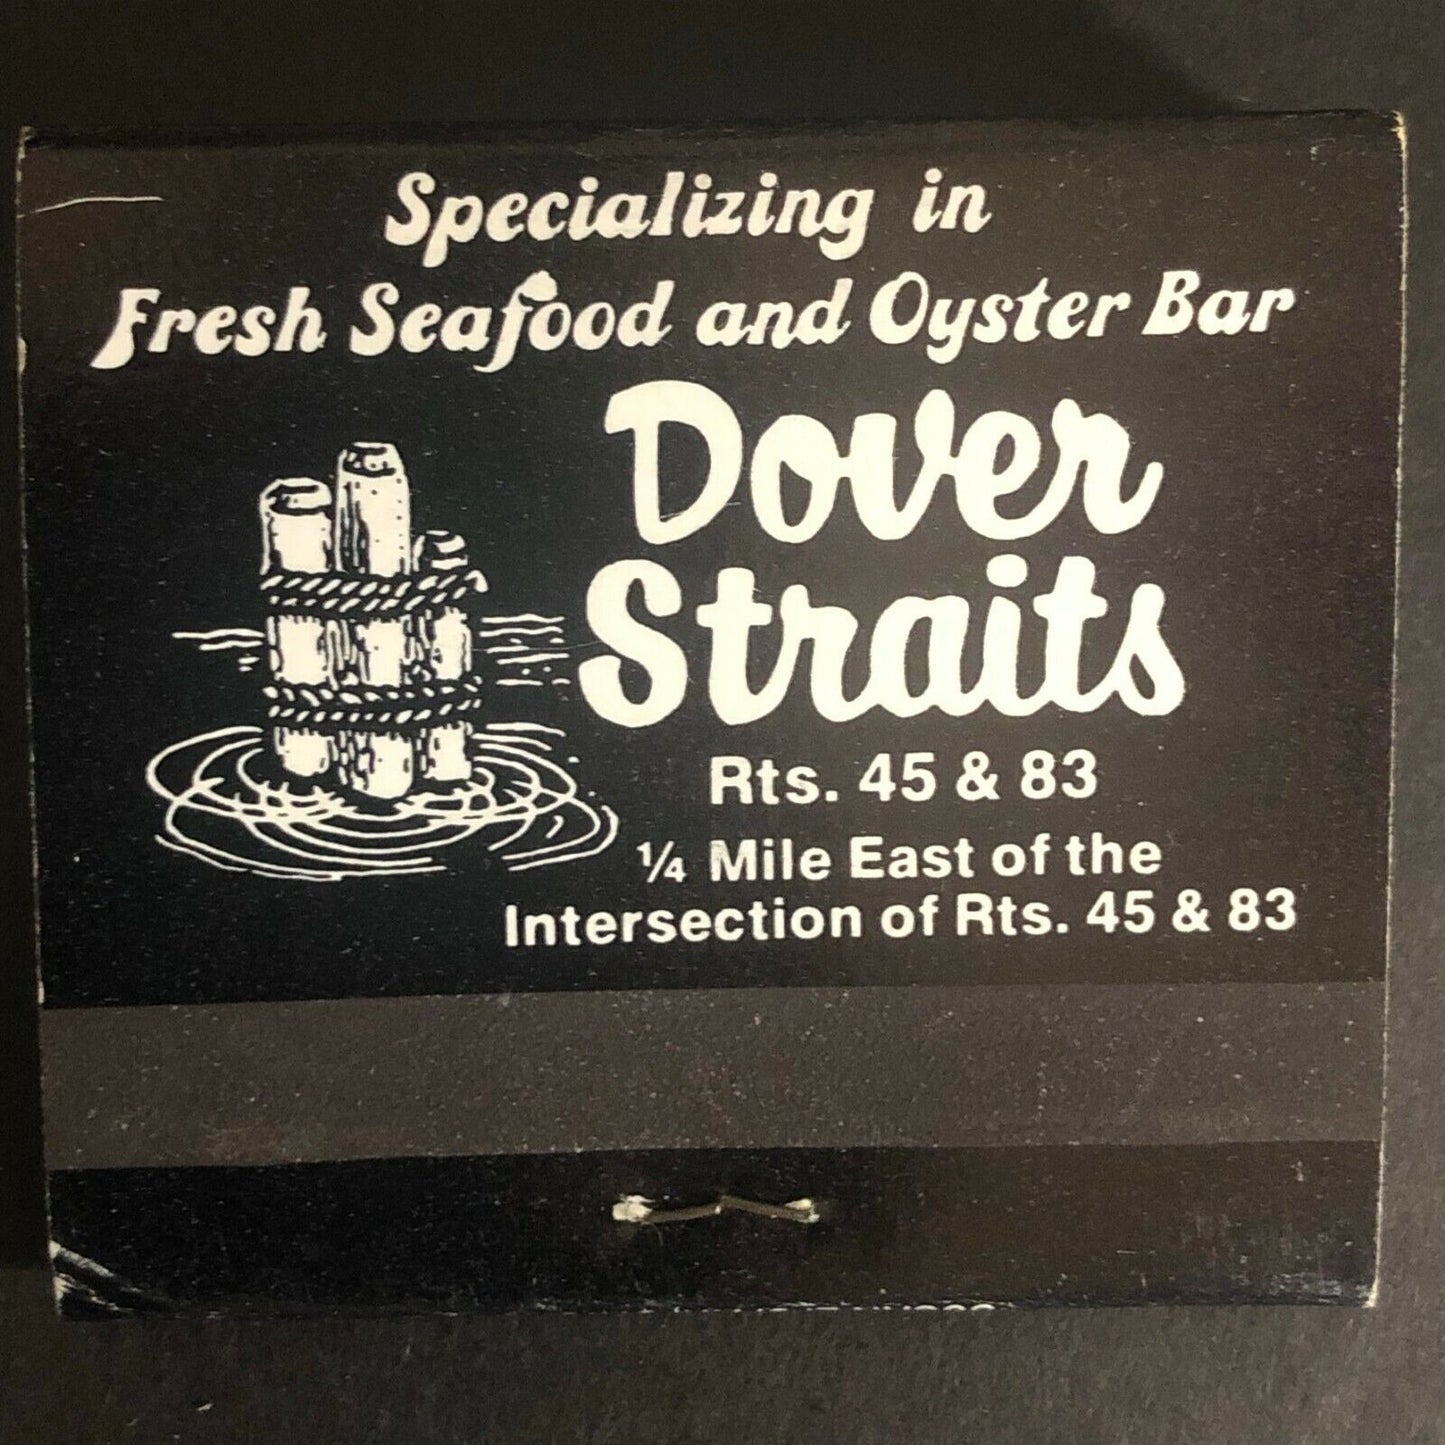 Specializing in
Fresh Seafood and Oyster Bar
Dover
Straits
Rts. 45 & 83
¼ Mile East of the
Intersection of Rts. 45 & 83